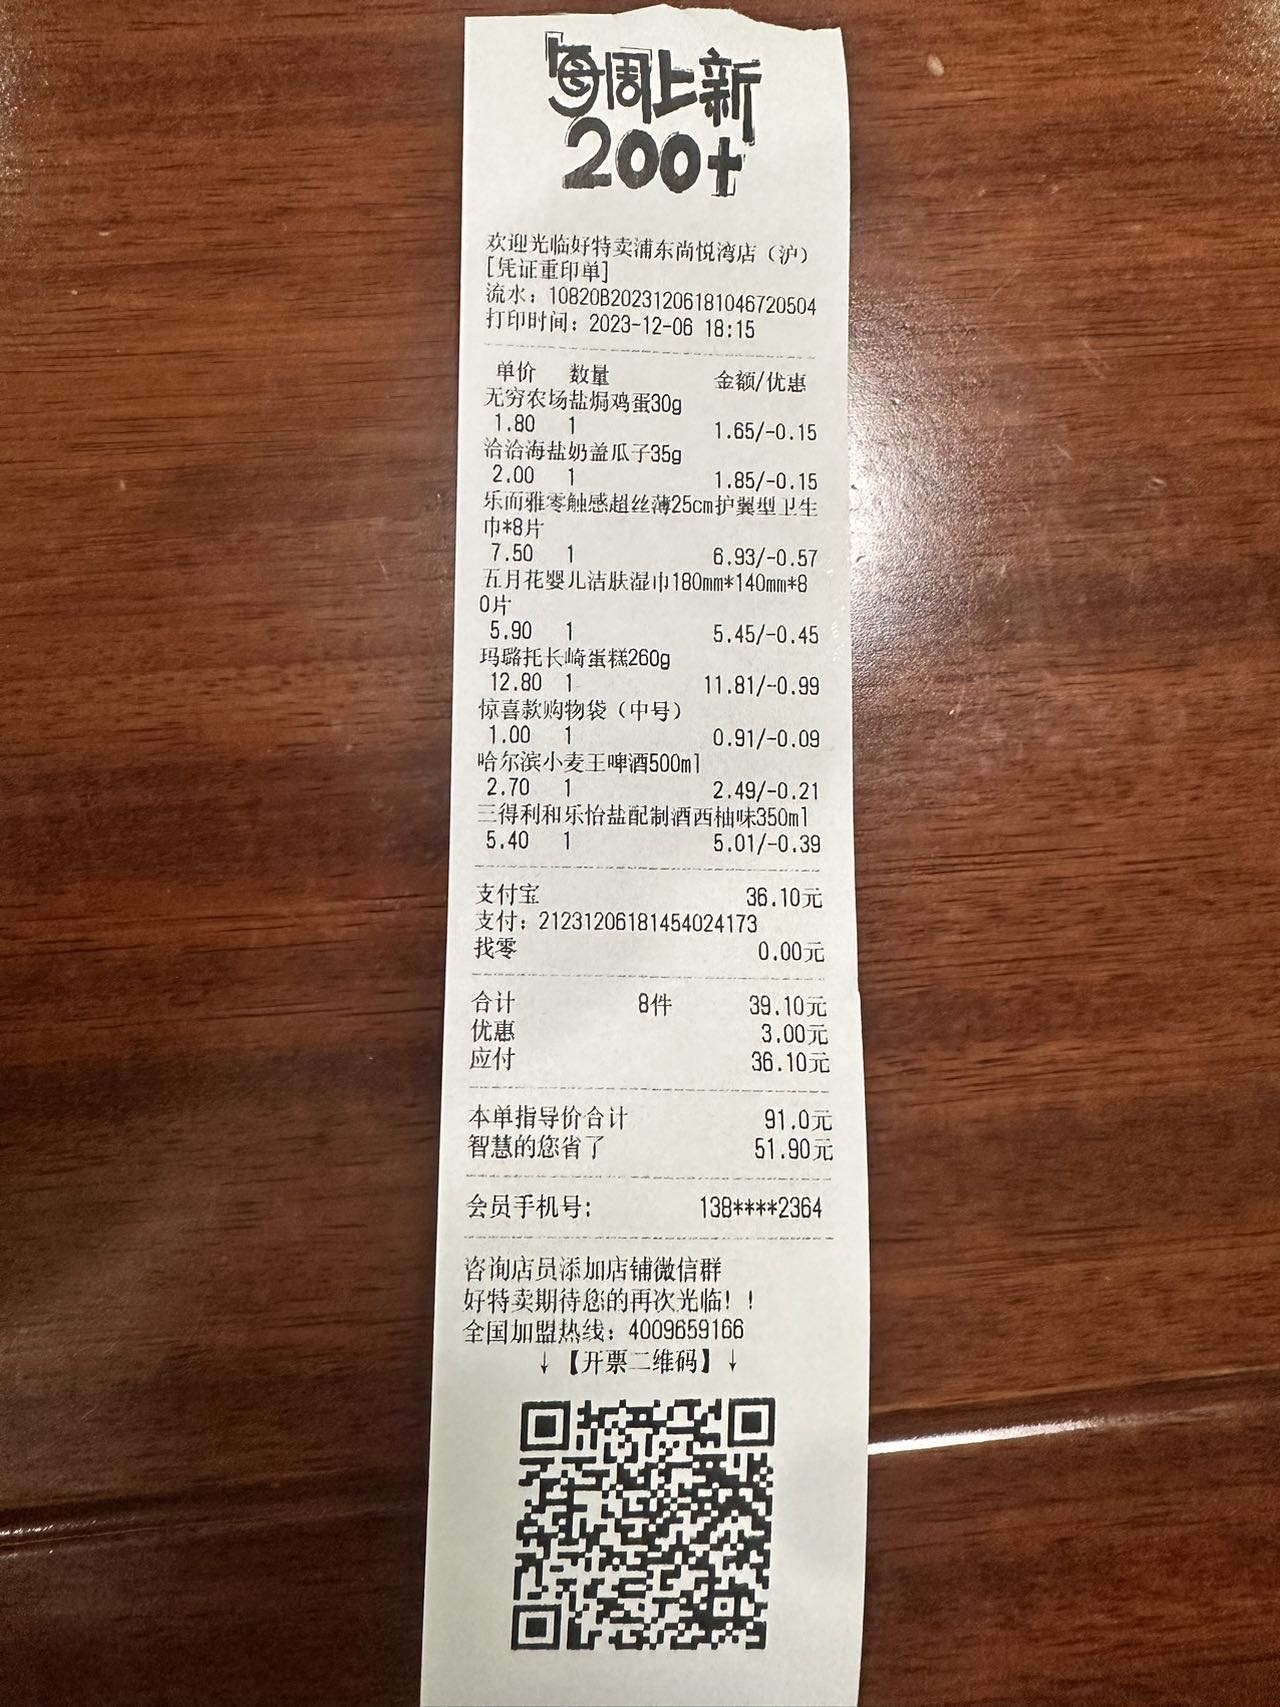 每周上新
200+
欢迎光临好特卖浦东尚悦湾店（沪）
[凭证重印单]
流水：10820B20231206181046720504
打印时间：2023-12-06 18:15
单价 数量 金额/优惠
无穷农场盐焗鸡蛋30g
1.80 1 1.65/-0.15
洽洽海盐奶盖瓜子35g
2.00 1 1.85/-0.15
乐而雅零触感超丝薄25cm护翼型卫生
巾*8片
7.50 1 6.93/-0.57
五月花婴儿洁肤湿巾180mm*140mm*8
0片
5.90 1 5.45/-0.45
玛璐托长崎蛋糕260g
12.80 1 11.81/-0.99
惊喜款购物袋（中号）
1.00 1 0.91/-0.09
哈尔滨小麦王啤酒500ml
2.70 1 2.49/-0.21
三得利和乐怡盐配制酒西柚味350ml
5.40 1 5.01/-0.39
支付宝 36.10元
支付：21231206181454024173
找零 0.00元
合计 8件 39.10元
优惠 3.00元
应付 36.10元
本单指导价合计 91.0元
智慧的您省了 51.90元
会员手机号: 138****2364
咨询店员添加店铺微信群
好特卖期待您的再次光临！！
全国加盟热线：4009659166
↓【开票二维码】↓